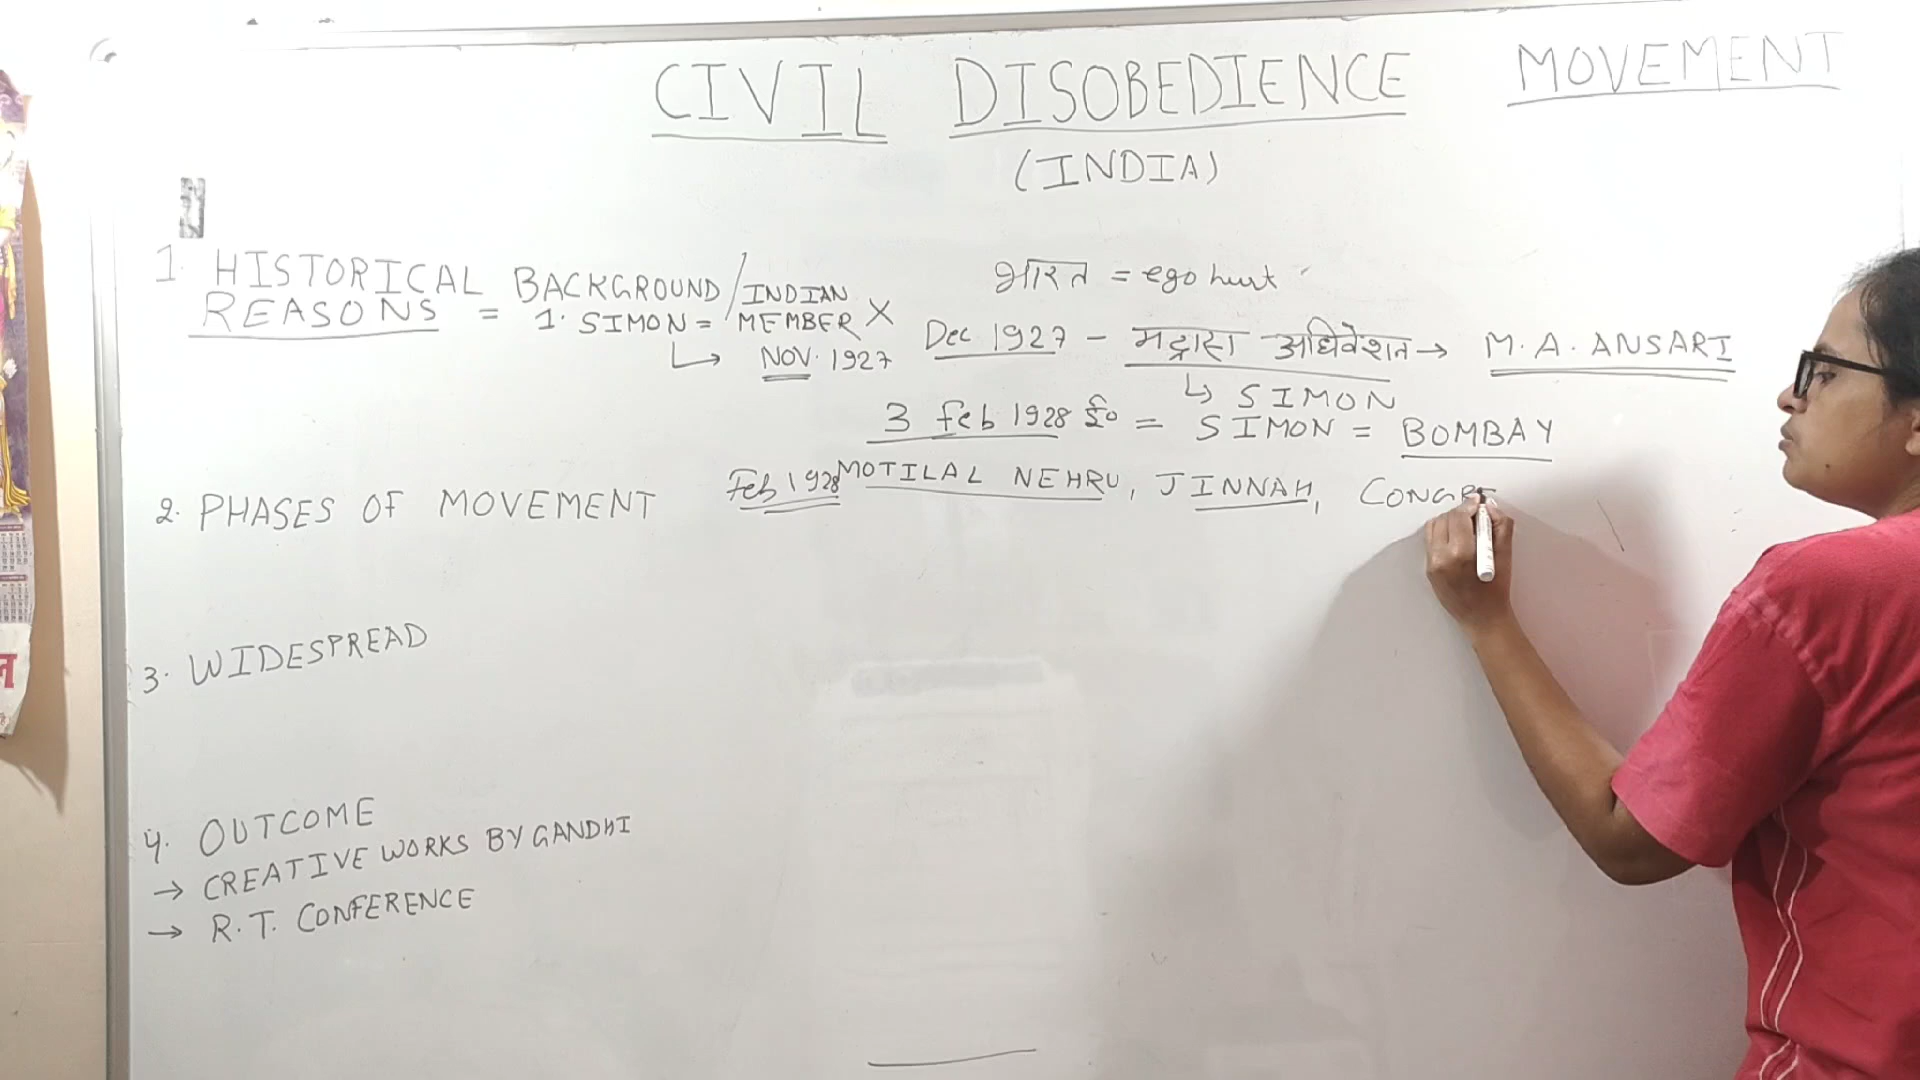 CIVIL DISOBEDIENCE MOVEMENT
(INDIA)
1. HISTORICAL BACKGROUND / INDIAN
REASONS = 1. SIMON = MEMBER X
↳ NOV. 1927
भारत = ego hurt
Dec 1927 - मद्रास अधिवेशन → M.A. ANSARI
↳ SIMON
3 Feb 1928 ई० = SIMON = BOMBAY
Feb 1928 MOTILAL NEHRU, JINNAH, CONGRE
2. PHASES OF MOVEMENT
3. WIDESPREAD
4. OUTCOME
→ CREATIVE WORKS BY GANDHI
→ R.T. CONFERENCE